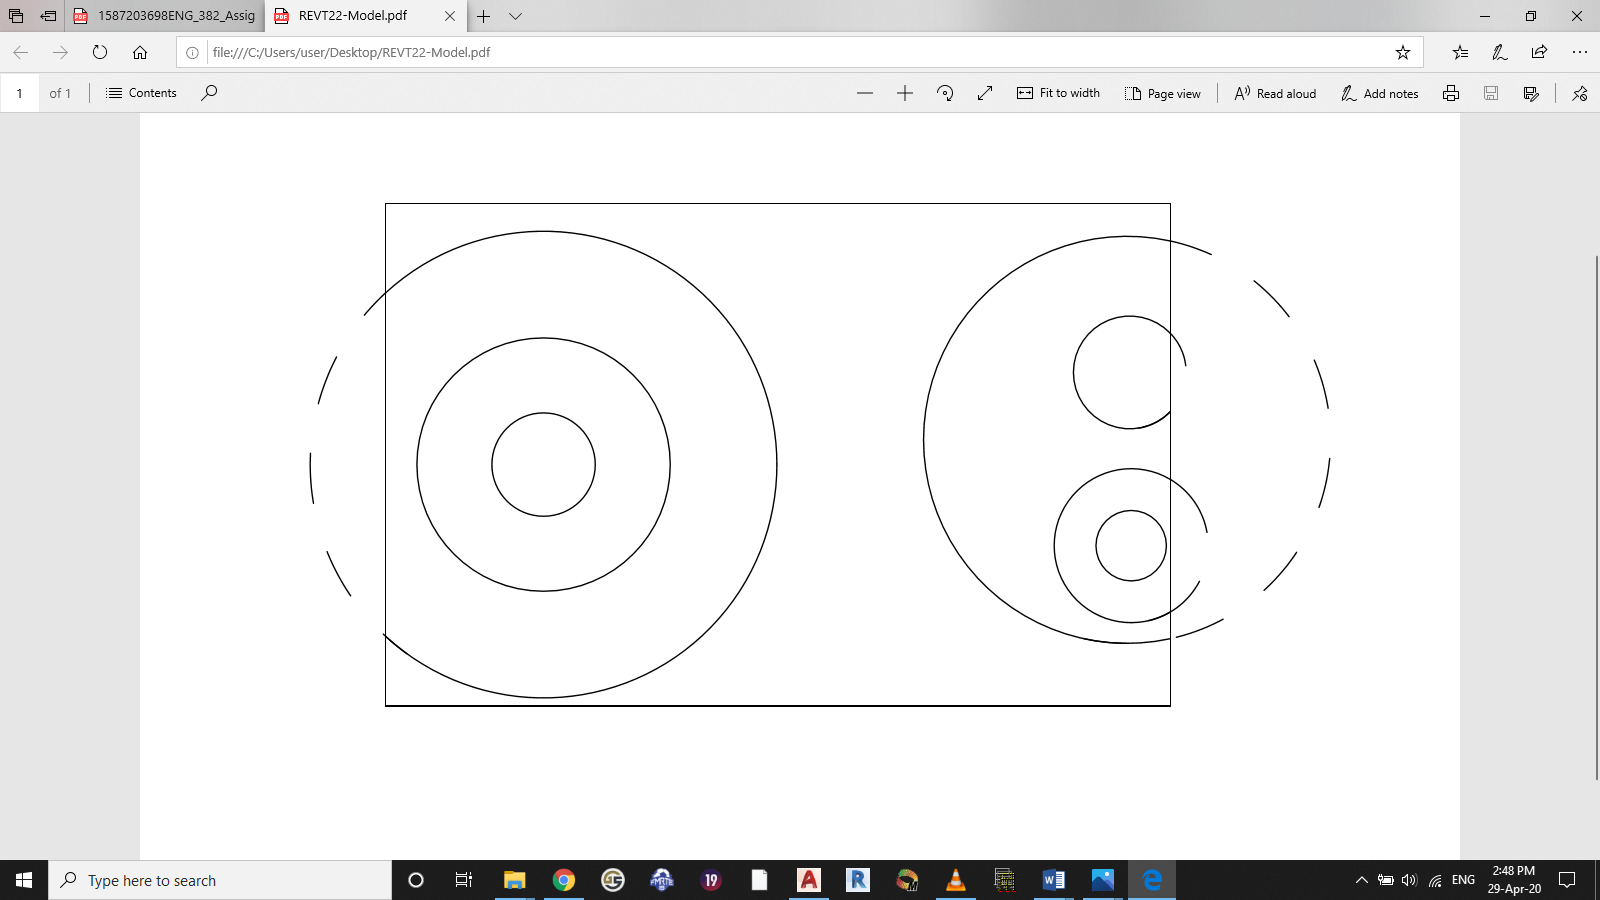 1587203698ENG_382_Assig
REVT22-Model.pdf
file:///C:/Users/user/Desktop/REVT22-Model.pdf
1 of 1 Contents Fit to width Page view Read aloud Add notes
Type here to search
19
ENG
2:48 PM
29-Apr-20